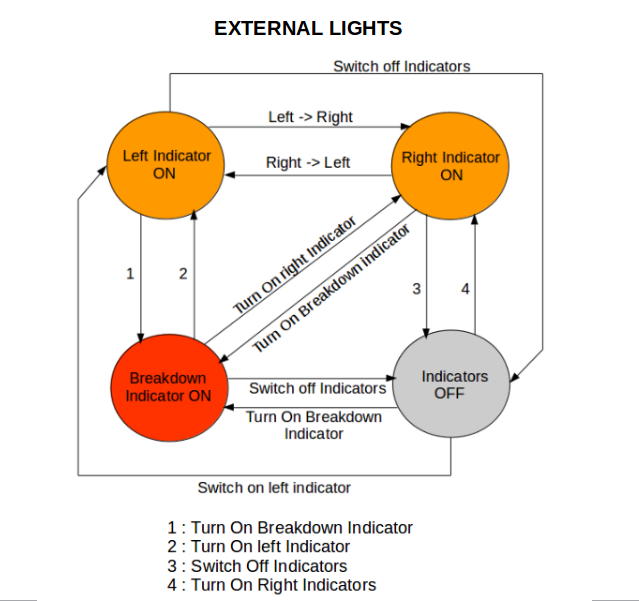 EXTERNAL LIGHTS
Switch off Indicators
Left -> Right
Left Indicator
ON
Right -> Left
Right Indicator
ON
Turn On right Indicator
Turn On Breakdown indicator
1
2
3
4
Breakdown
Indicator ON
Switch off Indicators
Turn On Breakdown
Indicator
Indicators
OFF
Switch on left indicator
1 : Turn On Breakdown Indicator
2 : Turn On left Indicator
3 : Switch Off Indicators
4 : Turn On Right Indicators